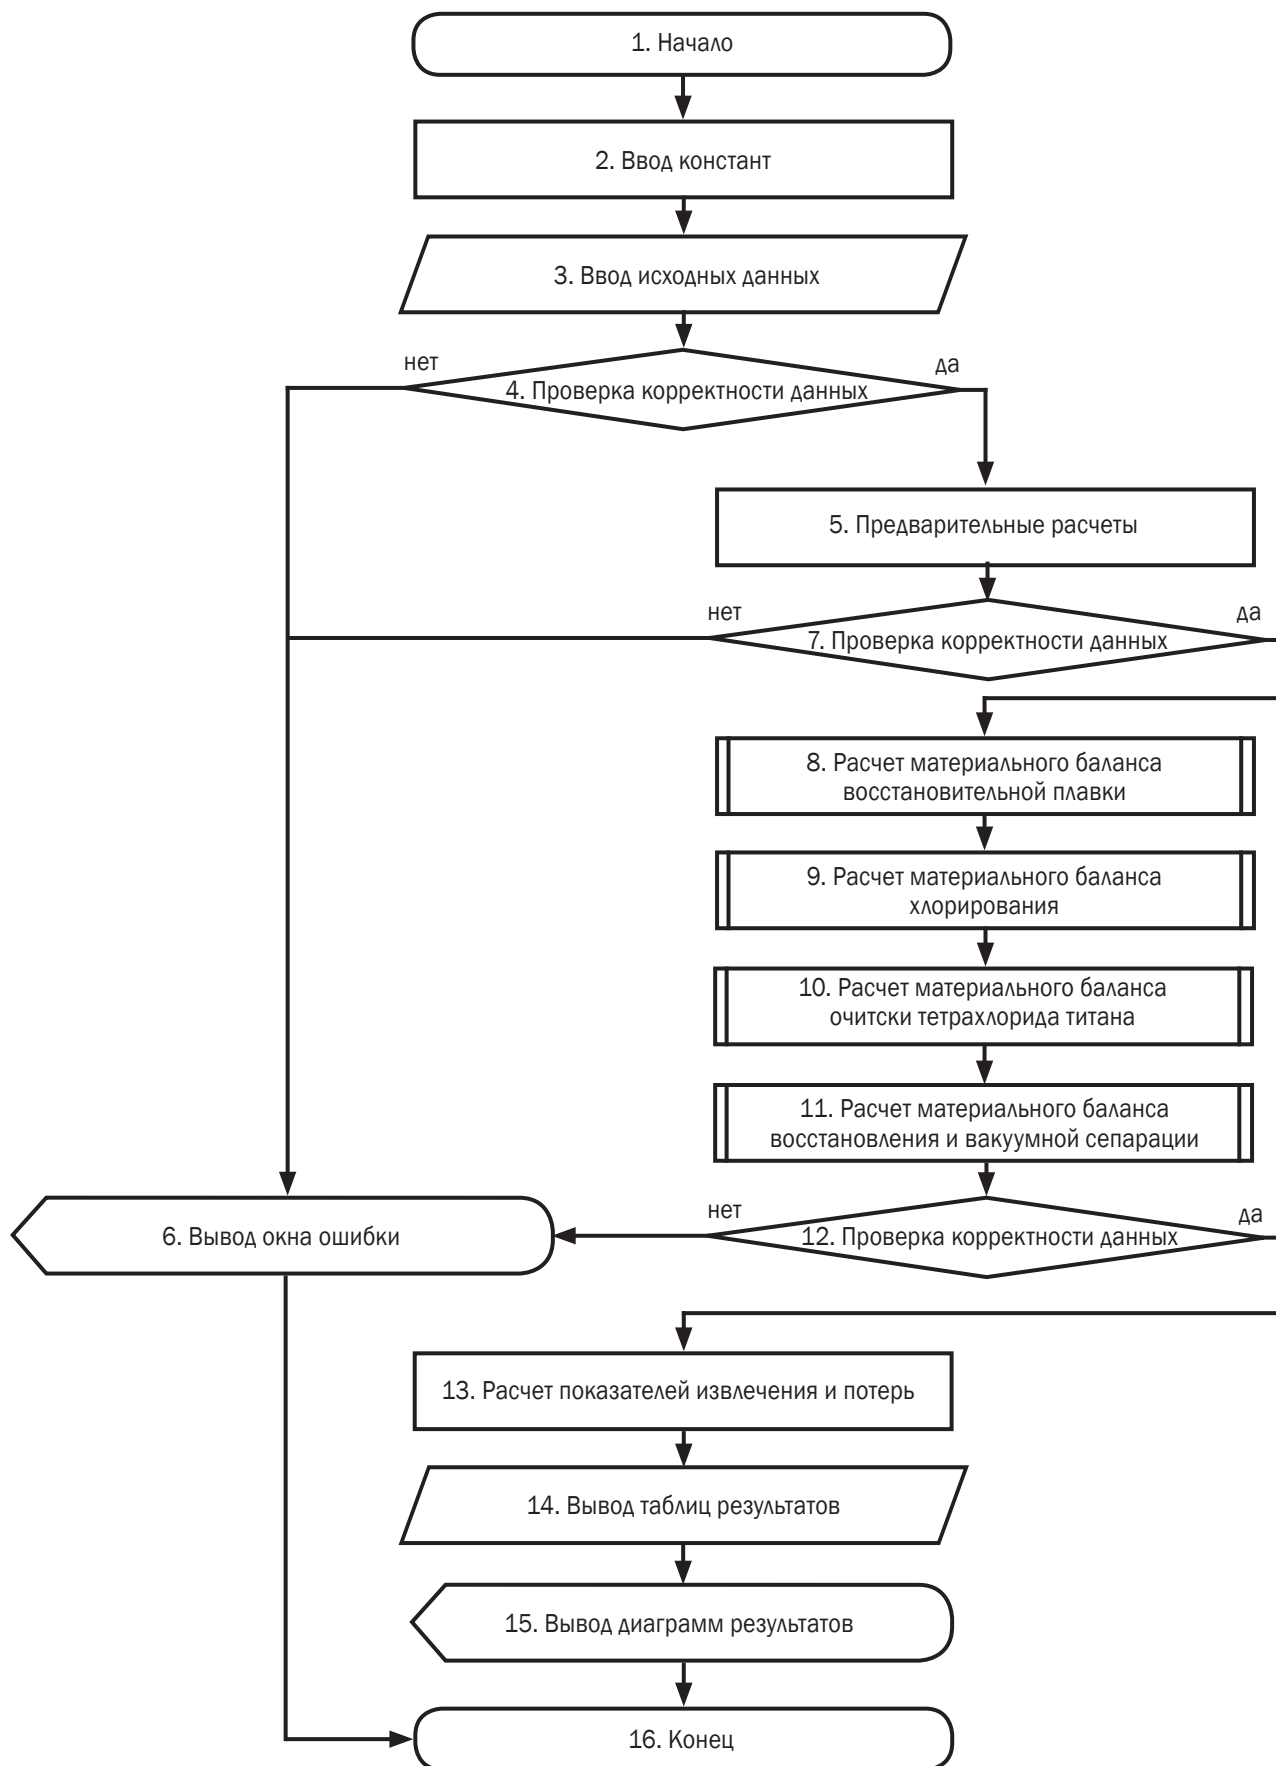 1. Начало
2. Ввод констант
3. Ввод исходных данных
нет
да
4. Проверка корректности данных
5. Предварительные расчеты
нет
да
7. Проверка корректности данных
8. Расчет материального баланса
восстановительной плавки
9. Расчет материального баланса
хлорирования
10. Расчет материального баланса
очитски тетрахлорида титана
11. Расчет материального баланса
восстановления и вакуумной сепарации
нет
да
6. Вывод окна ошибки
12. Проверка корректности данных
13. Расчет показателей извлечения и потерь
14. Вывод таблиц результатов
15. Вывод диаграмм результатов
16. Конец